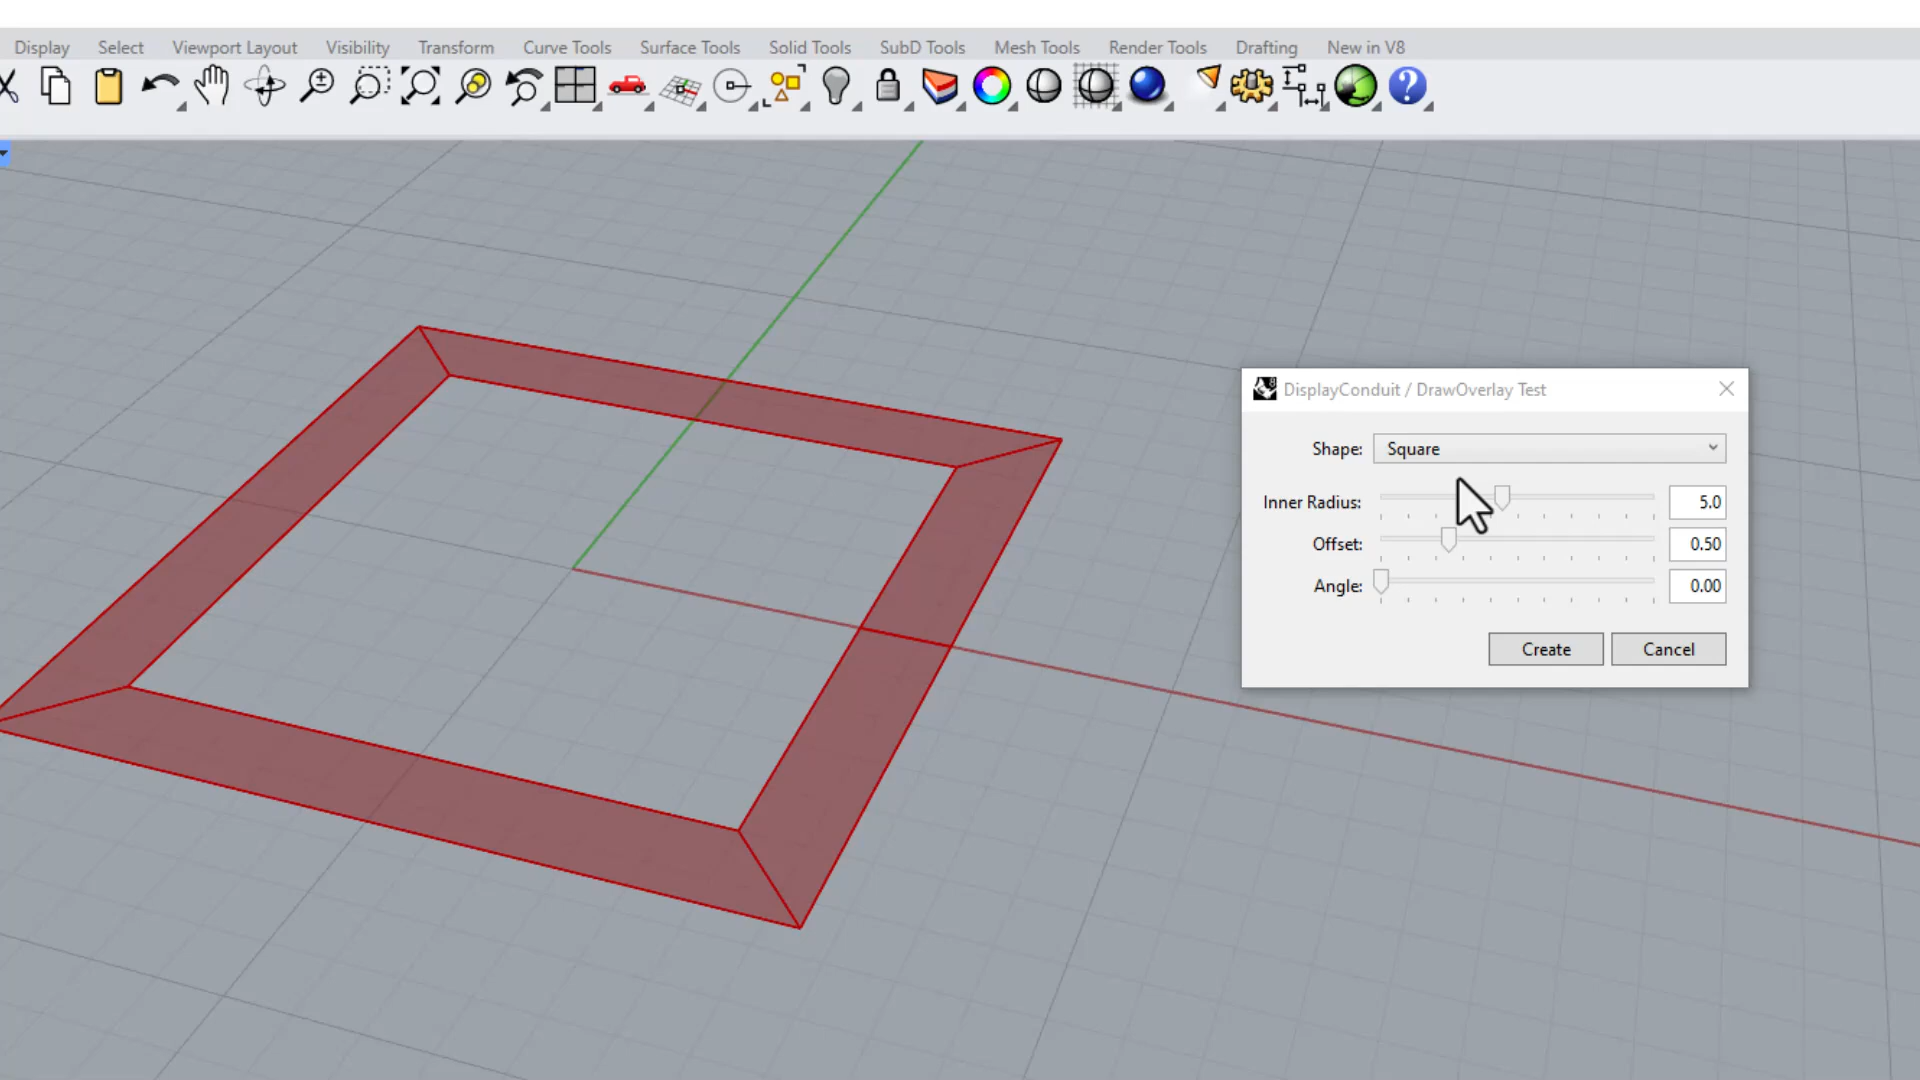 Display Select Viewport Layout Visibility Transform Curve Tools Surface Tools Solid Tools SubD Tools Mesh Tools Render Tools Drafting New in V8
?
DisplayConduit / DrawOverlay Test
Shape: Square
Inner Radius: 5.0
Offset: 0.50
Angle: 0.00
Create Cancel